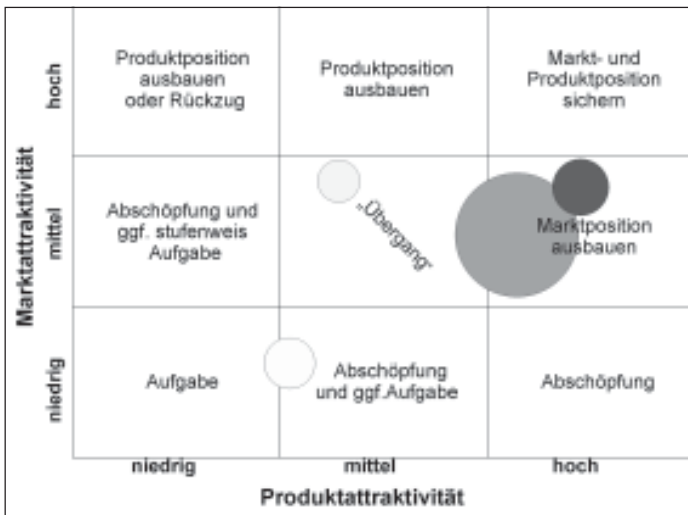 Produktposition
ausbauen
oder Rückzug
Produktposition
ausbauen
Markt- und
Produktposition
sichern
hoch
Marktattraktivität
Abschöpfung und
ggf. stufenweis
Aufgabe
„Übergang“
Marktposition
ausbauen
mittel
Aufgabe
Abschöpfung
und ggf.Aufgabe
Abschöpfung
niedrig
niedrig
mittel
hoch
Produktattraktivität